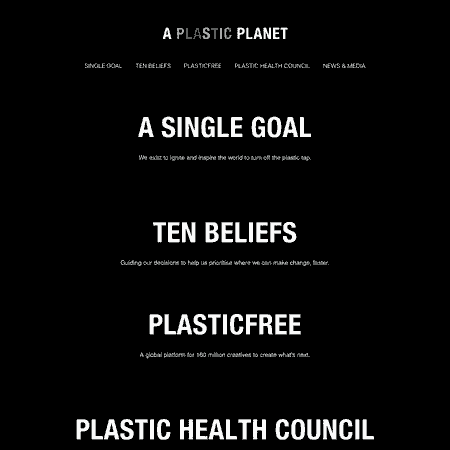 A PLASTIC PLANET
SINGLE GOAL TEN BELIEFS PLASTICFREE PLASTIC HEALTH COUNCIL NEWS & MEDIA
A SINGLE GOAL
We exist to ignite and inspire the world to turn off the plastic tap.
TEN BELIEFS
Guiding our decisions to help us prioritise where we can make change, faster.
PLASTICFREE
A global platform for 160 million creatives to create what's next.
PLASTIC HEALTH COUNCIL